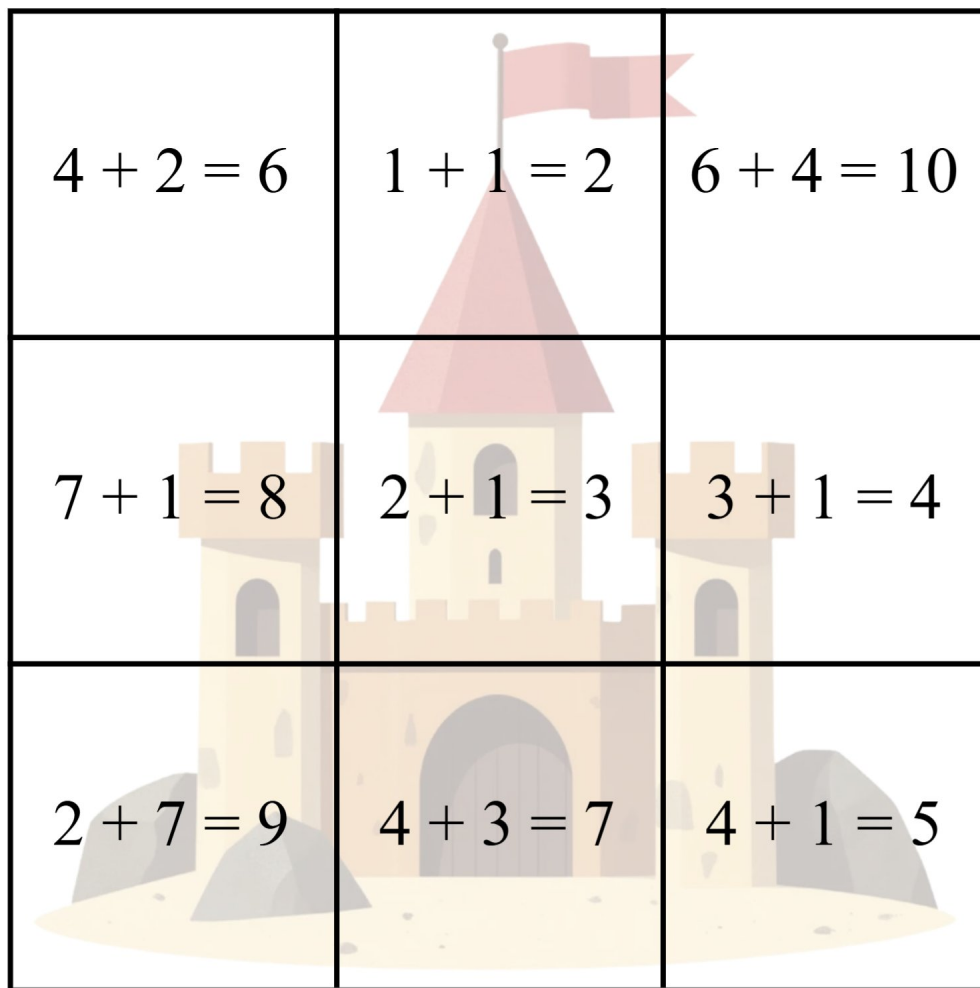 4 + 2 = 6
1 + 1 = 2
6 + 4 = 10
7 + 1 = 8
2 + 1 = 3
3 + 1 = 4
2 + 7 = 9
4 + 3 = 7
4 + 1 = 5